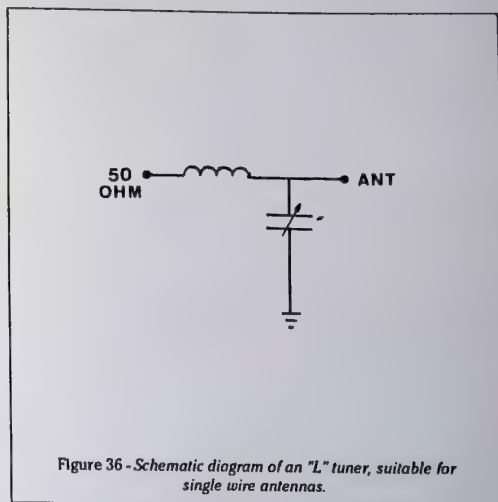 50
OHM
ANT
Figure 36 - Schematic diagram of an "L" tuner, suitable for
single wire antennas.